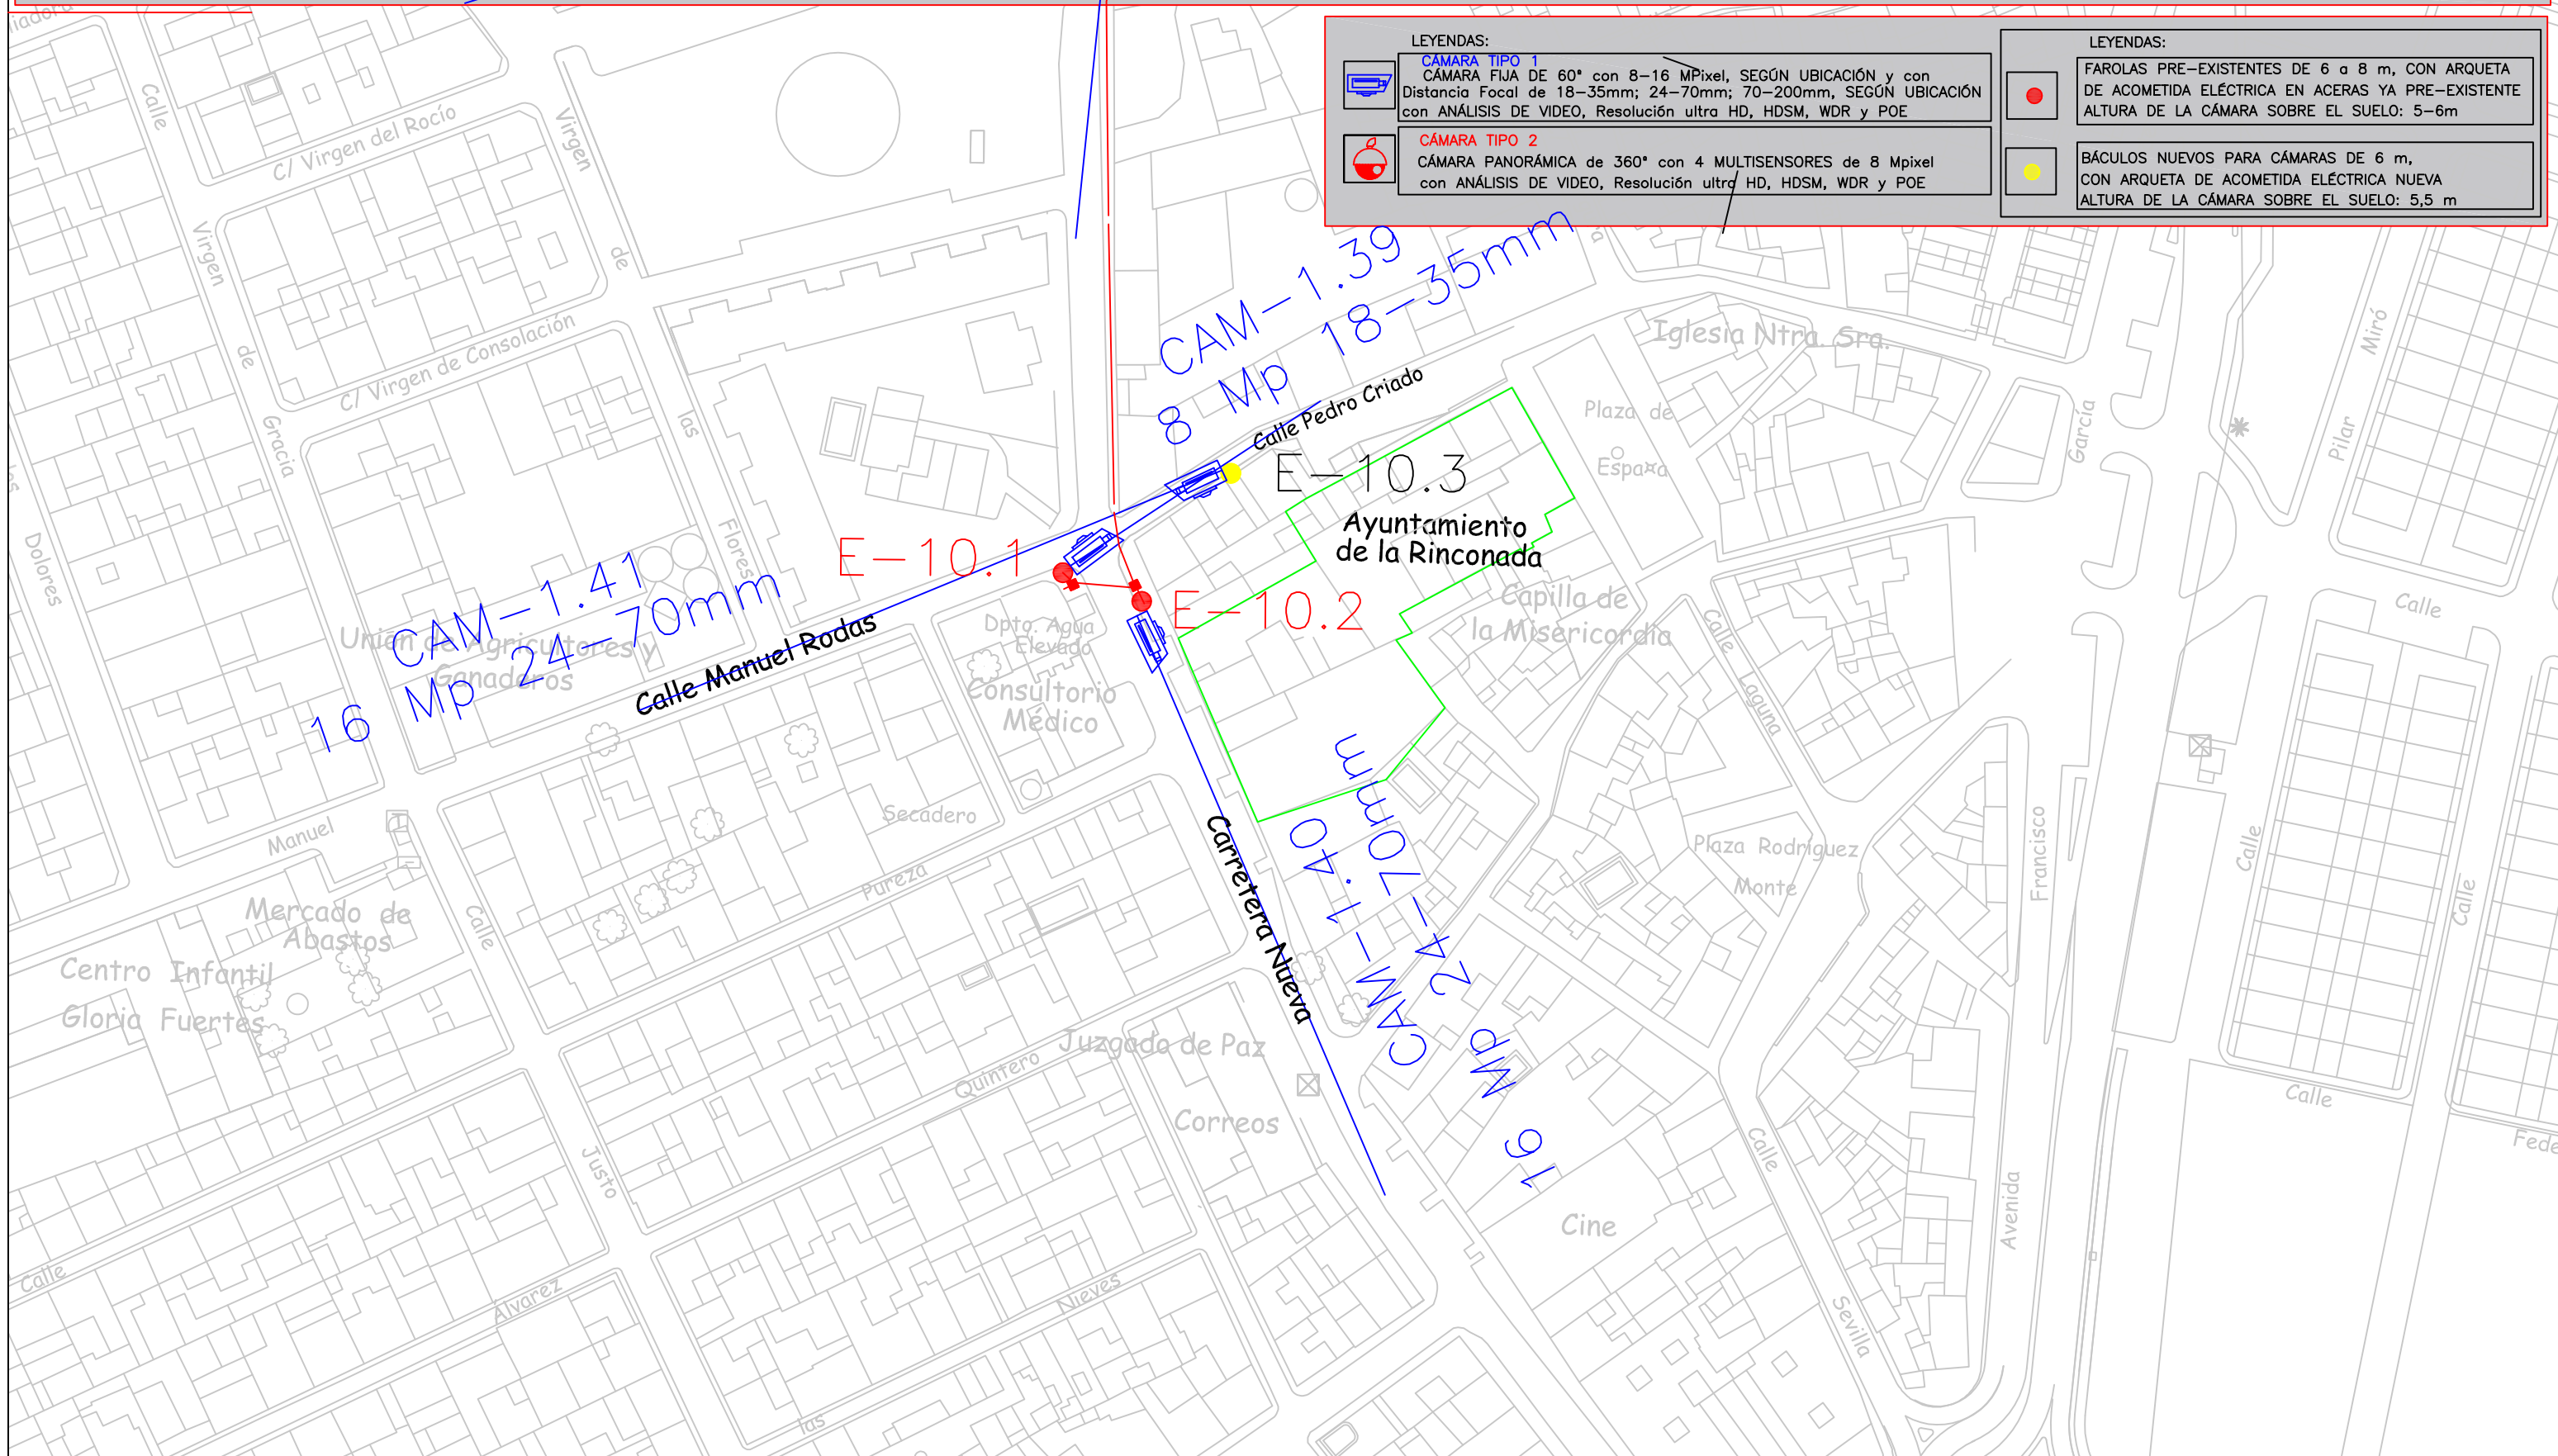 LEYENDAS:
CÁMARA TIPO 1
CÁMARA FIJA DE 60° con 8-16 MPixel, SEGÚN UBICACIÓN y con
Distancia Focal de 18-35mm; 24-70mm; 70-200mm, SEGÚN UBICACIÓN
con ANÁLISIS DE VIDEO, Resolución ultra HD, HDSM, WDR y POE
CÁMARA TIPO 2
CÁMARA PANORÁMICA de 360° con 4 MULTISENSORES de 8 Mpixel
con ANÁLISIS DE VIDEO, Resolución ultra HD, HDSM, WDR y POE
LEYENDAS:
FAROLAS PRE-EXISTENTES DE 6 a 8 m, CON ARQUETA
DE ACOMETIDA ELÉCTRICA EN ACERAS YA PRE-EXISTENTE
ALTURA DE LA CÁMARA SOBRE EL SUELO: 5-6m
BÁCULOS NUEVOS PARA CÁMARAS DE 6 m,
CON ARQUETA DE ACOMETIDA ELÉCTRICA NUEVA
ALTURA DE LA CÁMARA SOBRE EL SUELO: 5,5 m
Calle
C/ Virgen del Rocío
Virgen
de
las
Flores
Virgen
de
Gracia
C/ Virgen de Consolación
Dolores
CAM-1.39
8 Mp 18-35mm
Calle Pedro Criado
E-10.3
Iglesia Ntra. Sra.
Plaza de
Espa¤a
Ayuntamiento
de la Rinconada
E-10.1
E-10.2
CAM-1.41
16 Mp 24-70mm
Unión de Agricultores y
Ganaderos
Calle Manuel Rodas
Dpto. Agua
Elevado
Consultorio
Médico
Capilla de
la Misericordia
Calle
Laguna
García
Miró
Pilar
Calle
Secadero
Manuel
Pureza
Carretera Nueva
CAM-1.40
16 Mp 24-70mm
Plaza Rodríguez
Monte
Francisco
Calle
Calle
Mercado de
Abastos
Calle
Centro Infantil
Gloria Fuertes
Juzgado de Paz
Quintero
Correos
Calle
Fede
Justo
Calle
Avenida
Cine
Calle
Alvarez
Nieves
Sevilla
las